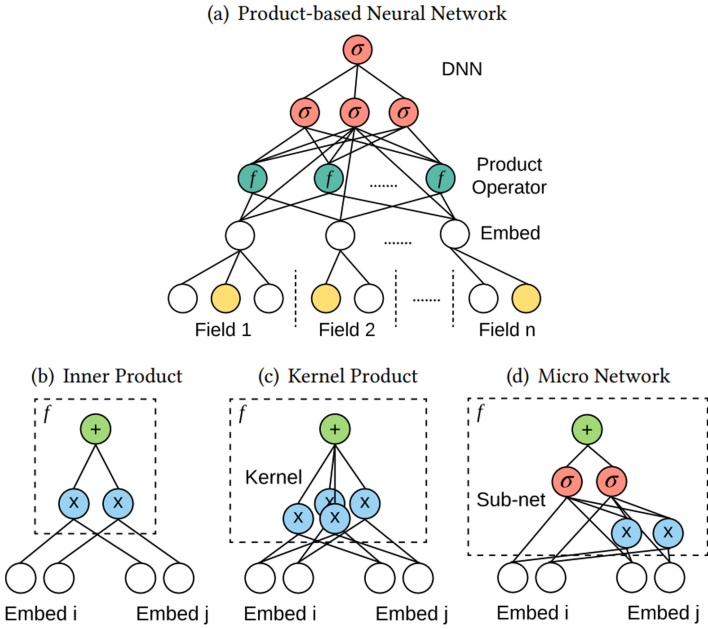 (a) Product-based Neural Network
σ
DNN
σ σ σ
Product
Operator
f f ....... f
Embed
.......
.......
Field 1
Field 2
Field n
(b) Inner Product
f
+
x x
Embed i
Embed j
(c) Kernel Product
f
+
Kernel
x x x x
Embed i
Embed j
(d) Micro Network
f
+
σ σ
Sub-net
x x
Embed i
Embed j